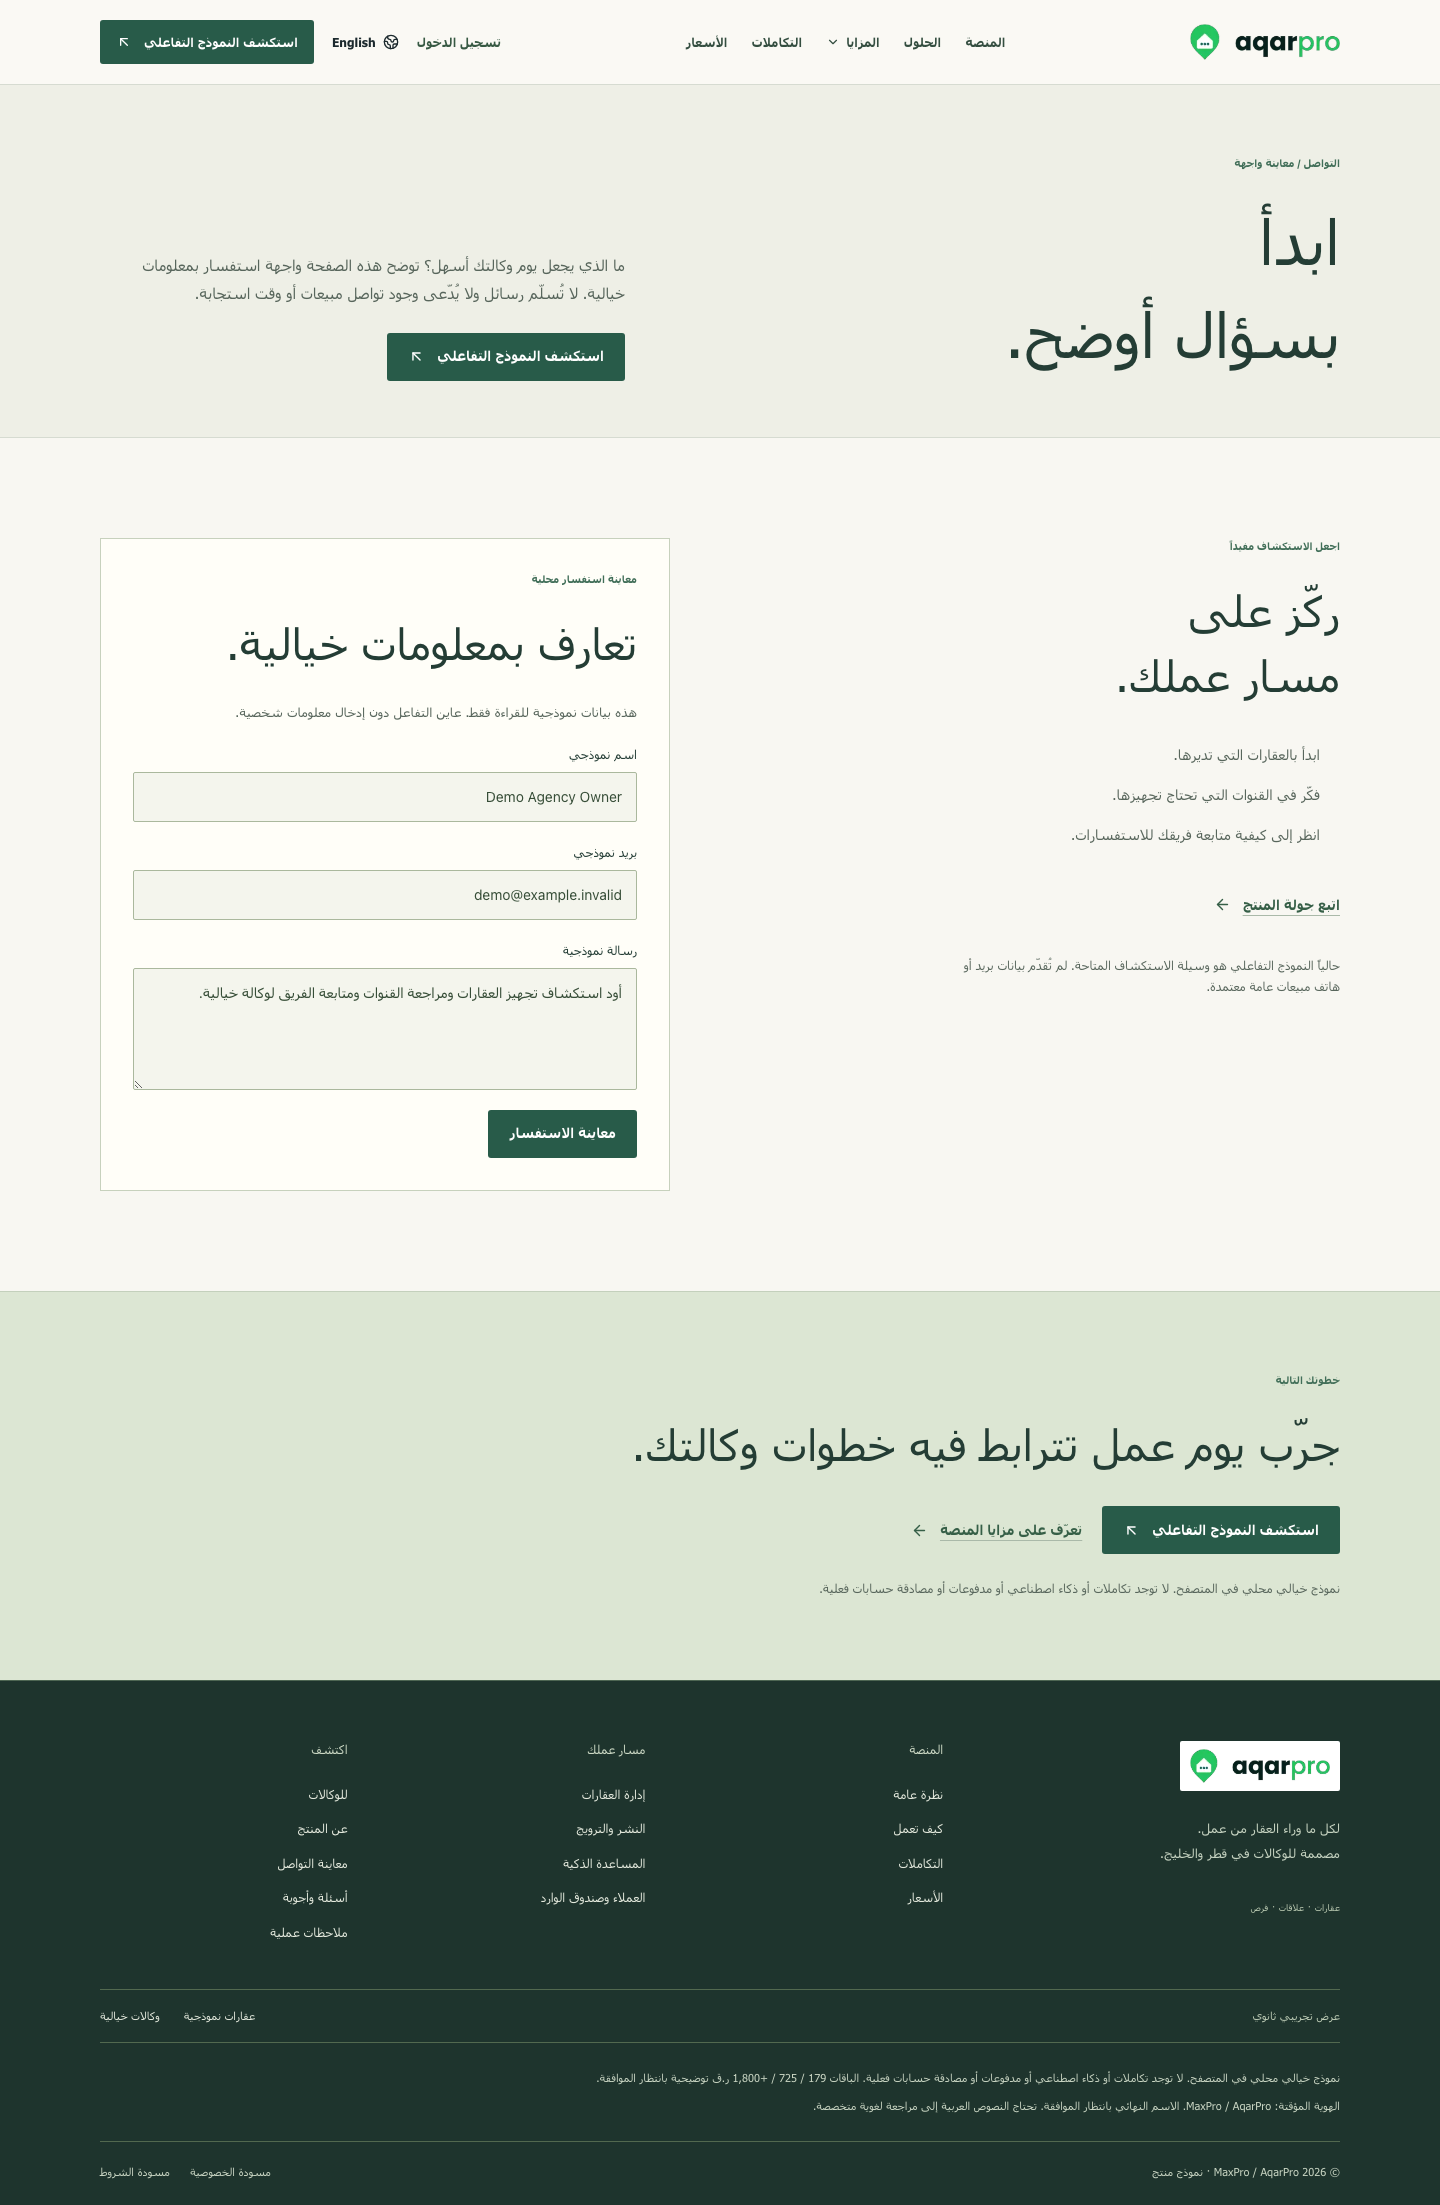 aqarpro
المنصة
الحلول
المزايا
التكاملات
الأسعار
تسجيل الدخول
English
استكشف النموذج التفاعلي
التواصل / معاينة واجهة
ابدأ
بسؤال أوضح.
ما الذي يجعل يوم وكالتك أسهل؟ توضح هذه الصفحة واجهة استفسار بمعلومات
خيالية. لا تُسلّم رسائل ولا يُدّعى وجود تواصل مبيعات أو وقت استجابة.
استكشف النموذج التفاعلي
اجعل الاستكشاف مفيداً
ركّز على
مسار عملك.
ابدأ بالعقارات التي تديرها.
فكّر في القنوات التي تحتاج تجهيزها.
انظر إلى كيفية متابعة فريقك للاستفسارات.
اتبع جولة المنتج
حالياً النموذج التفاعلي هو وسيلة الاستكشاف المتاحة. لم تُقدّم بيانات بريد أو
هاتف مبيعات عامة معتمدة.
معاينة استفسار محلية
تعارف بمعلومات خيالية.
هذه بيانات نموذجية للقراءة فقط. عاين التفاعل دون إدخال معلومات شخصية.
اسم نموذجي
Demo Agency Owner
بريد نموذجي
demo@example.invalid
رسالة نموذجية
أود استكشاف تجهيز العقارات ومراجعة القنوات ومتابعة الفريق لوكالة خيالية.
معاينة الاستفسار
خطوتك التالية
جرّب يوم عمل تترابط فيه خطوات وكالتك.
استكشف النموذج التفاعلي
تعرّف على مزايا المنصة
نموذج خيالي محلي في المتصفح. لا توجد تكاملات أو ذكاء اصطناعي أو مدفوعات أو مصادقة حسابات فعلية.
aqarpro
لكل ما وراء العقار من عمل.
مصممة للوكالات في قطر والخليج.
عقارات · علاقات · فرص
المنصة
نظرة عامة
كيف تعمل
التكاملات
الأسعار
مسار عملك
إدارة العقارات
النشر والترويج
المساعدة الذكية
العملاء وصندوق الوارد
اكتشف
للوكالات
عن المنتج
معاينة التواصل
أسئلة وأجوبة
ملاحظات عملية
عرض تجريبي ثانوي
عقارات نموذجية
وكالات خيالية
نموذج خيالي محلي في المتصفح. لا توجد تكاملات أو ذكاء اصطناعي أو مدفوعات أو مصادقة حسابات فعلية. الباقات 179 / 725 / +1,800 ر.ق توضيحية بانتظار الموافقة.
الهوية المؤقتة: MaxPro / AqarPro. الاسم النهائي بانتظار الموافقة. تحتاج النصوص العربية إلى مراجعة لغوية متخصصة.
© 2026 MaxPro / AqarPro · نموذج منتج
مسودة الخصوصية
مسودة الشروط